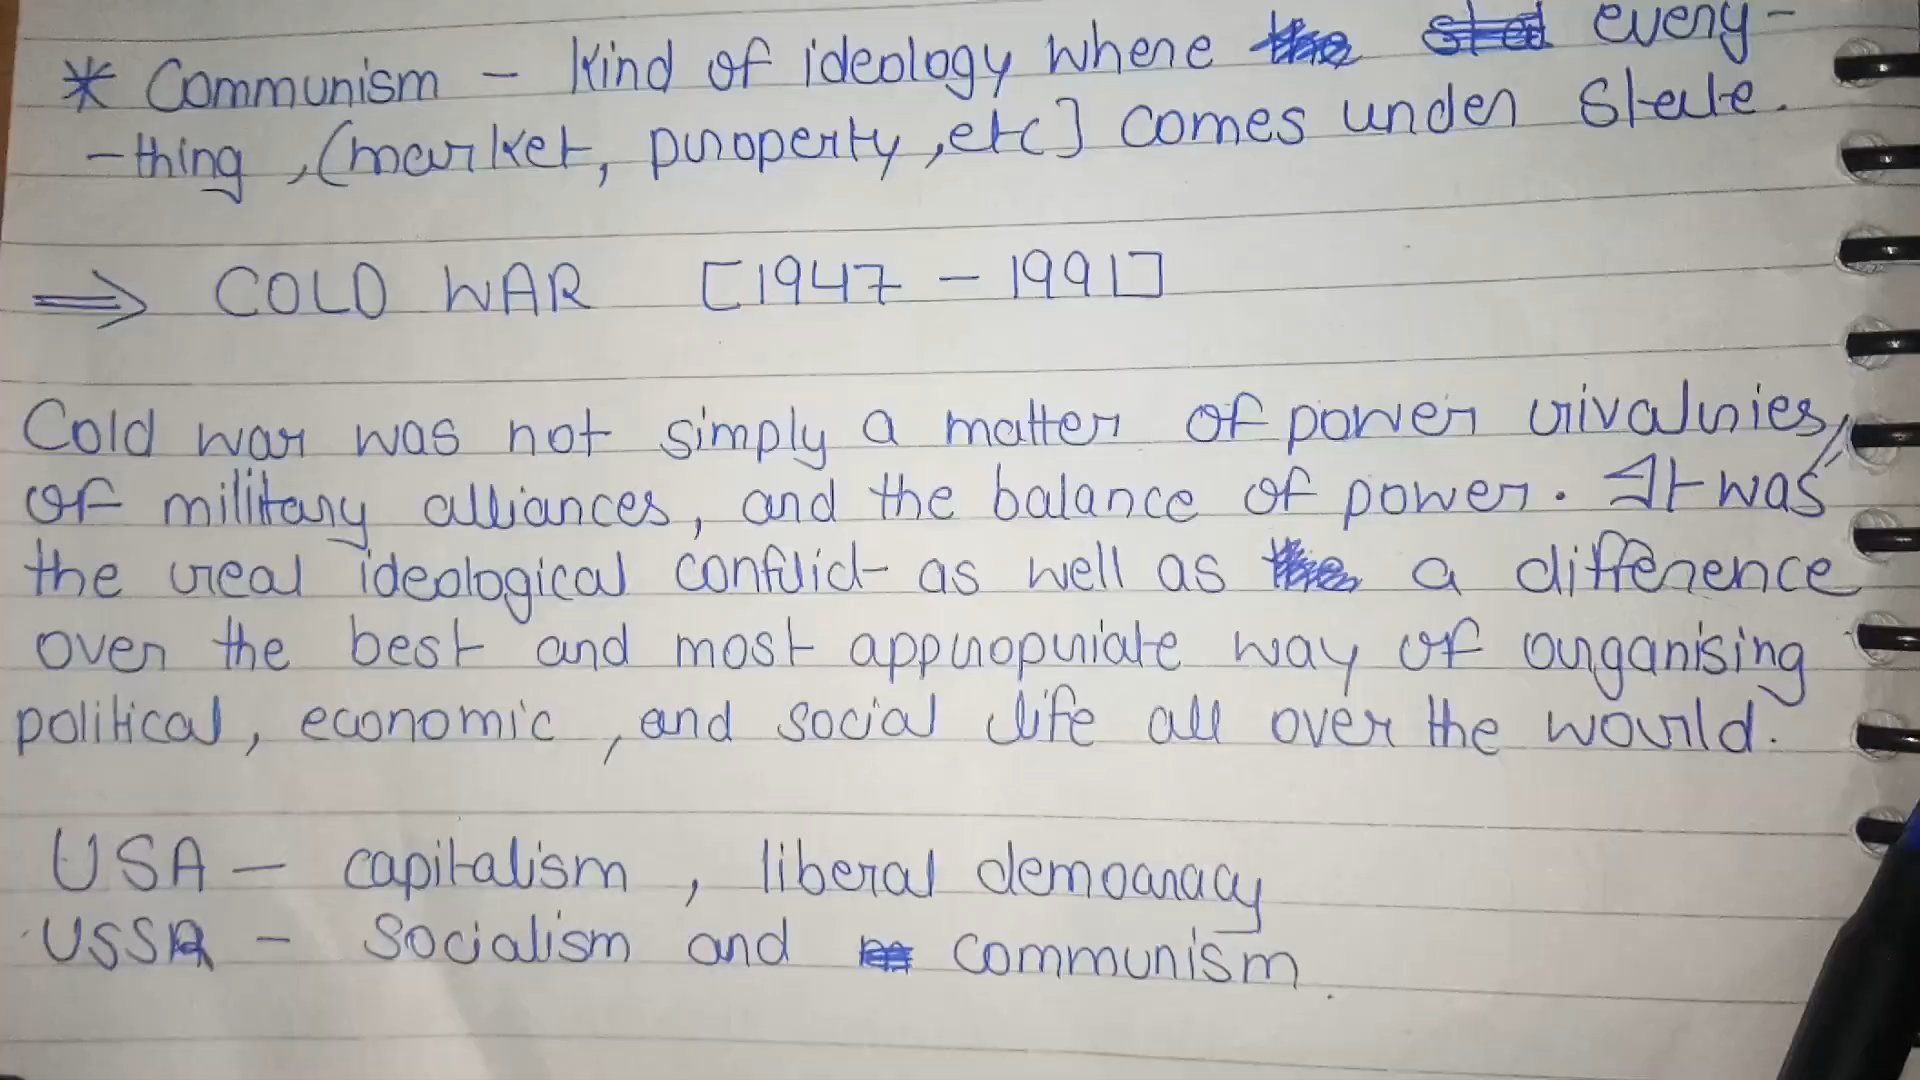 * Communism - Kind of ideology where every-
-thing, (market, property, etc] comes under State.
⇒ COLD WAR [1947 - 1991]
Cold war was not simply a matter of power rivalries,
of military alliances, and the balance of power. It was
the real ideological conflict as well as a difference
over the best and most appropriate way of organising
political, economic, and social life all over the world.
USA - capitalism, liberal democracy
USSR - Socialism and communism.